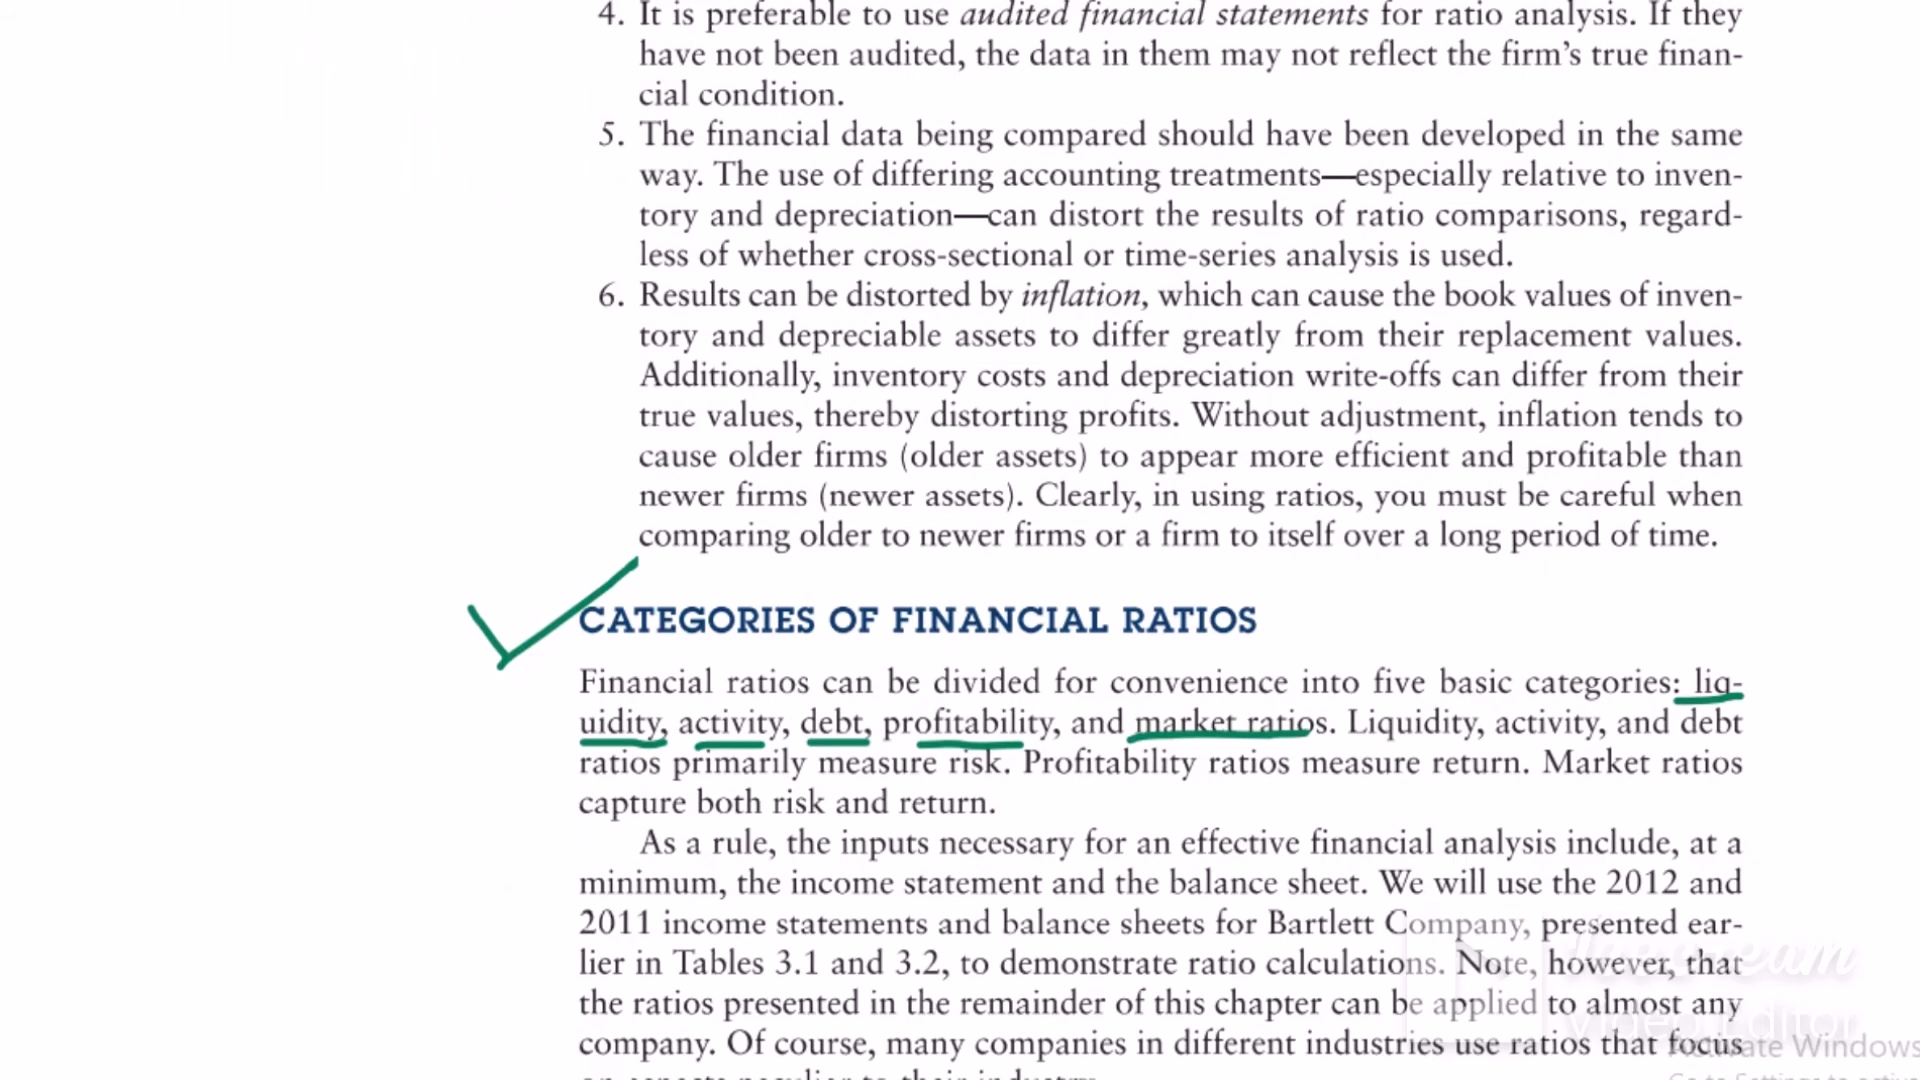 4. It is preferable to use audited financial statements for ratio analysis. If they
have not been audited, the data in them may not reflect the firm's true finan-
cial condition.
5. The financial data being compared should have been developed in the same
way. The use of differing accounting treatments—especially relative to inven-
tory and depreciation—can distort the results of ratio comparisons, regard-
less of whether cross-sectional or time-series analysis is used.
6. Results can be distorted by inflation, which can cause the book values of inven-
tory and depreciable assets to differ greatly from their replacement values.
Additionally, inventory costs and depreciation write-offs can differ from their
true values, thereby distorting profits. Without adjustment, inflation tends to
cause older firms (older assets) to appear more efficient and profitable than
newer firms (newer assets). Clearly, in using ratios, you must be careful when
comparing older to newer firms or a firm to itself over a long period of time.
CATEGORIES OF FINANCIAL RATIOS
Financial ratios can be divided for convenience into five basic categories: liq-
uidity, activity, debt, profitability, and market ratios. Liquidity, activity, and debt
ratios primarily measure risk. Profitability ratios measure return. Market ratios
capture both risk and return.
As a rule, the inputs necessary for an effective financial analysis include, at a
minimum, the income statement and the balance sheet. We will use the 2012 and
2011 income statements and balance sheets for Bartlett Company, presented ear-
lier in Tables 3.1 and 3.2, to demonstrate ratio calculations. Note, however, that
the ratios presented in the remainder of this chapter can be applied to almost any
company. Of course, many companies in different industries use ratios that focus
Video Editor
Activate Windows